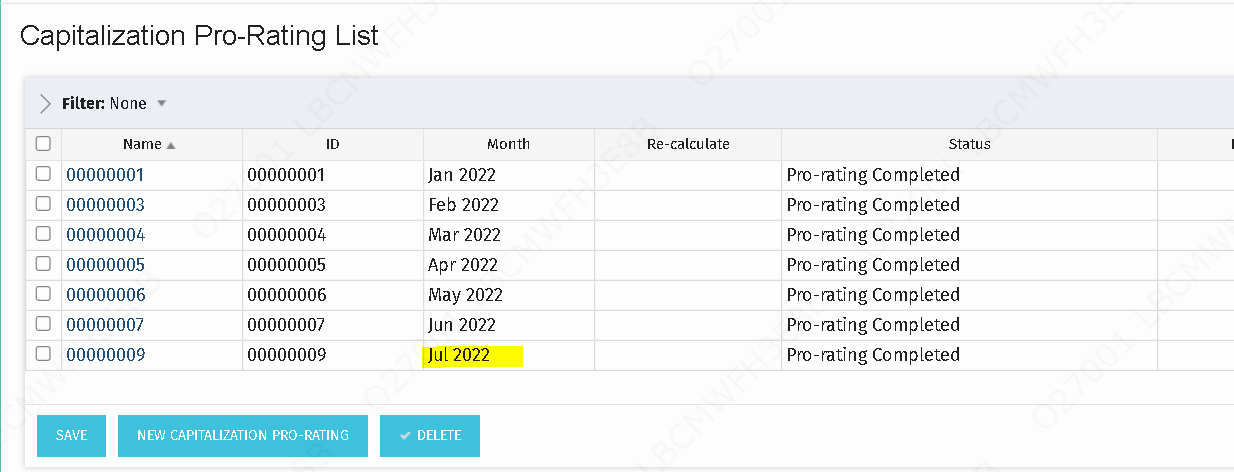 Capitalization Pro-Rating List
Filter: None
Name ID Month Re-calculate Status
00000001 00000001 Jan 2022 Pro-rating Completed
00000003 00000003 Feb 2022 Pro-rating Completed
00000004 00000004 Mar 2022 Pro-rating Completed
00000005 00000005 Apr 2022 Pro-rating Completed
00000006 00000006 May 2022 Pro-rating Completed
00000007 00000007 Jun 2022 Pro-rating Completed
00000009 00000009 Jul 2022 Pro-rating Completed
SAVE NEW CAPITALIZATION PRO-RATING DELETE
O27001 LBCMWFH3E8B